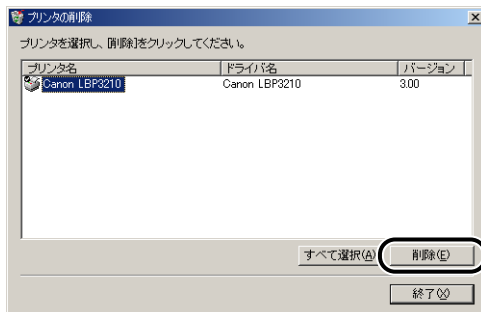 プリンタの削除
プリンタを選択し、[削除]をクリックしてください。
プリンタ名 ドライバ名 バージョン
Canon LBP3210 Canon LBP3210 3.00
すべて選択(A) 削除(E)
終了(X)